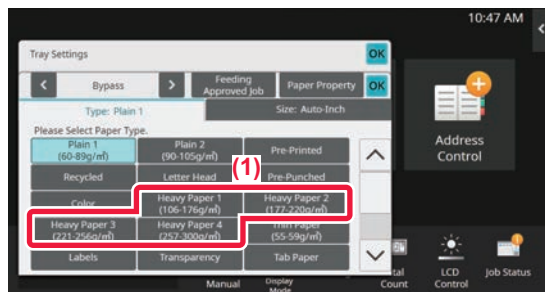 10:47 AM
Tray Settings
OK
Bypass
Feeding
Approved Job
Paper Property
OK
Type: Plain 1
Size: Auto-Inch
Please Select Paper Type.
Plain 1
(60-89g/㎡)
Plain 2
(90-105g/㎡)
Pre-Printed
Recycled
Letter Head
(1)
Pre-Punched
Color
Heavy Paper 1
(106-176g/㎡)
Heavy Paper 2
(177-220g/㎡)
Heavy Paper 3
(221-256g/㎡)
Heavy Paper 4
(257-300g/㎡)
Thin Paper
(55-59g/㎡)
Labels
Transparency
Tab Paper
Address
Control
Manual
Display
Mode
Count
LCD
Control
Job Status